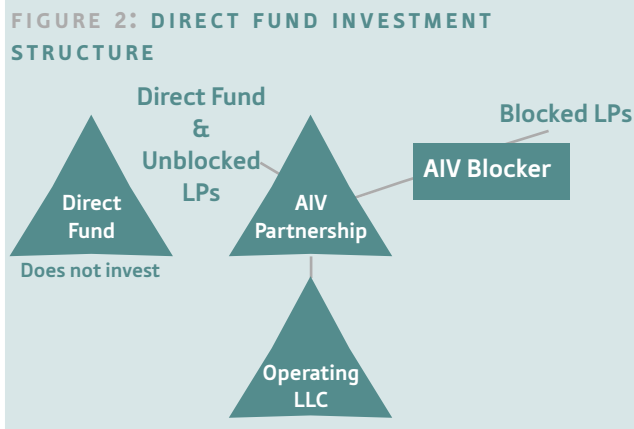 FIGURE 2: DIRECT FUND INVESTMENT
STRUCTURE
Direct Fund
&
Unblocked
LPs
Blocked LPs
AIV Blocker
Direct
Fund
AIV
Partnership
Does not invest
Operating
LLC